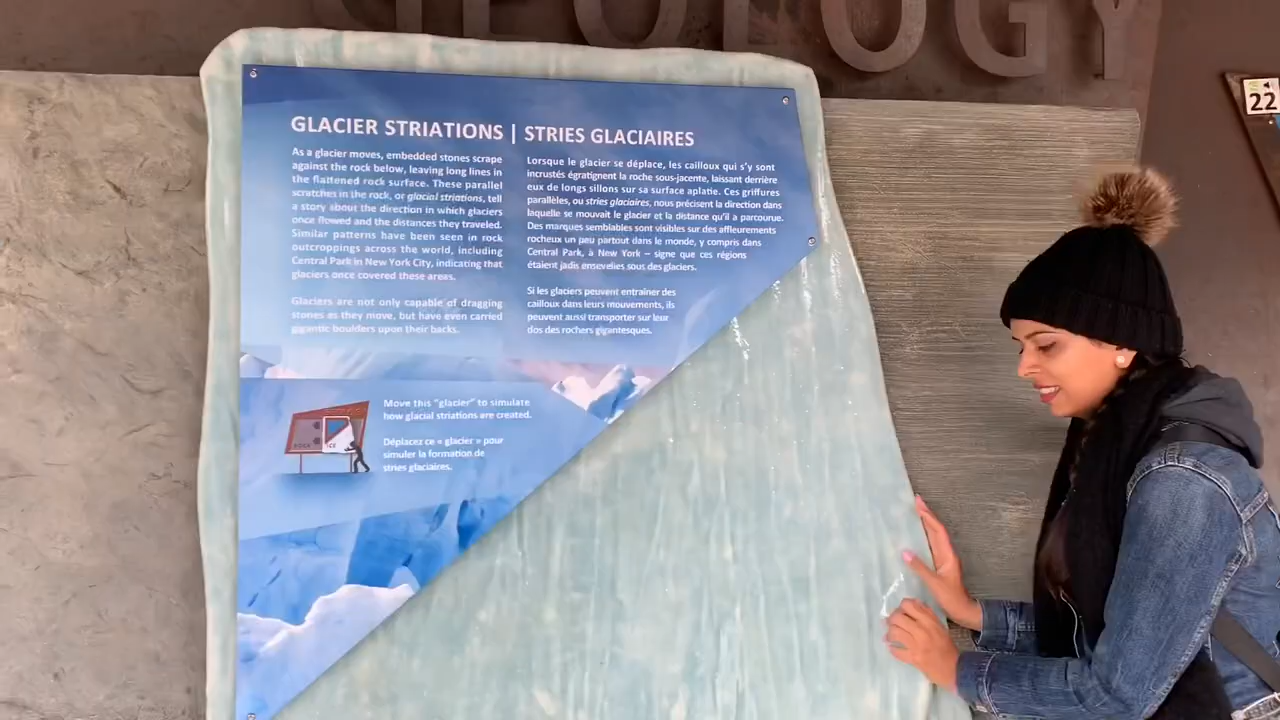 GEOLOGY
22
GLACIER STRIATIONS | STRIES GLACIAIRES
As a glacier moves, embedded stones scrape
against the rock below, leaving long lines in
the flattened rock surface. These parallel
scratches in the rock, or glacial striations, tell
a story about the direction in which glaciers
once flowed and the distances they traveled.
Similar patterns have been seen in rock
outcroppings across the world, including
Central Park in New York City, indicating that
glaciers once covered these areas.
Glaciers are not only capable of dragging
stones as they move, but have even carried
gigantic boulders upon their backs.
Lorsque le glacier se déplace, les cailloux qui s'y sont
incrustés égratignent la roche sous-jacente, laissant derrière
eux de longs sillons sur sa surface aplatie. Ces griffures
parallèles, ou stries glaciaires, nous précisent la direction dans
laquelle se mouvait le glacier et la distance qu'il a parcourue.
Des marques semblables sont visibles sur des affleurements
rocheux un peu partout dans le monde, y compris dans
Central Park, à New York – signe que ces régions
étaient jadis ensevelies sous des glaciers.
Si les glaciers peuvent entraîner des
cailloux dans leurs mouvements, ils
peuvent aussi transporter sur leur
dos des rochers gigantesques.
ROCK ICE
Move this "glacier" to simulate
how glacial striations are created.
Déplacez ce « glacier » pour
simuler la formation de
stries glaciaires.